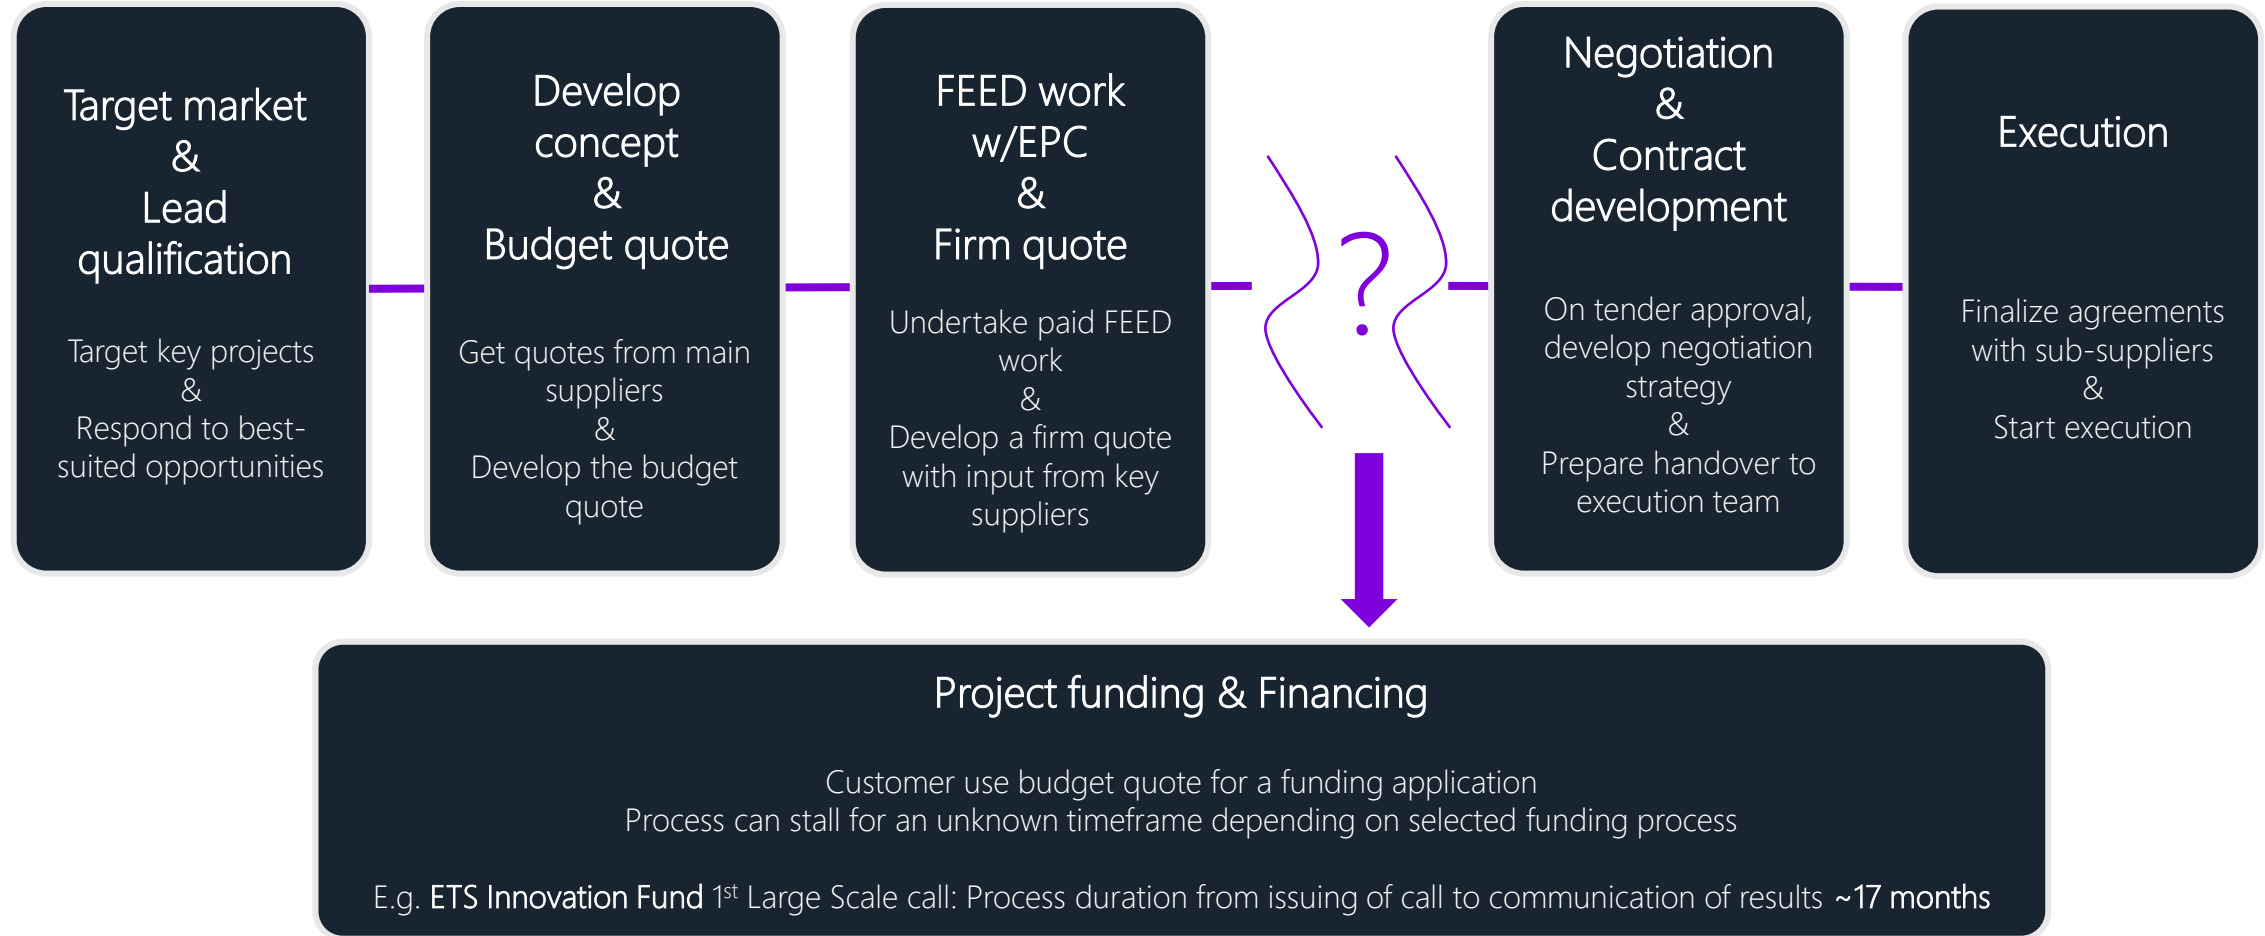 Target market
&
Lead
qualification
Target key projects
&
Respond to best-
suited opportunities
Develop
concept
&
Budget quote
Get quotes from main
suppliers
&
Develop the budget
quote
FEED work
w/EPC
&
Firm quote
Undertake paid FEED
work
&
Develop a firm quote
with input from key
suppliers
?
Negotiation
&
Contract
development
On tender approval,
develop negotiation
strategy
&
Prepare handover to
execution team
Execution
Finalize agreements
with sub-suppliers
&
Start execution
Project funding & Financing
Customer use budget quote for a funding application
Process can stall for an unknown timeframe depending on selected funding process
E.g. ETS Innovation Fund 1st Large Scale call: Process duration from issuing of call to communication of results ~17 months